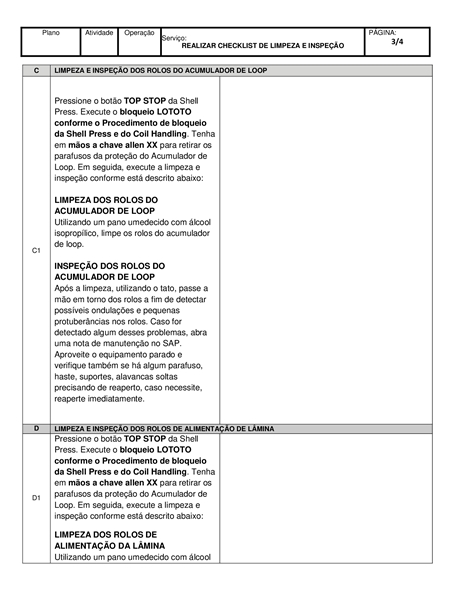 Plano
Atividade
Operação
Serviço:
REALIZAR CHECKLIST DE LIMPEZA E INSPEÇÃO
PÁGINA:
3/4
C
LIMPEZA E INSPEÇÃO DOS ROLOS DO ACUMULADOR DE LOOP
C1
Pressione o botão TOP STOP da Shell
Press. Execute o bloqueio LOTOTO
conforme o Procedimento de bloqueio
da Shell Press e do Coil Handling. Tenha
em mãos a chave allen XX para retirar os
parafusos da proteção do Acumulador de
Loop. Em seguida, execute a limpeza e
inspeção conforme está descrito abaixo:
LIMPEZA DOS ROLOS DO
ACUMULADOR DE LOOP
Utilizando um pano umedecido com álcool
isopropílico, limpe os rolos do acumulador
de loop.
INSPEÇÃO DOS ROLOS DO
ACUMULADOR DE LOOP
Após a limpeza, utilizando o tato, passe a
mão em torno dos rolos a fim de detectar
possíveis ondulações e pequenas
protuberâncias nos rolos. Caso for
detectado algum desses problemas, abra
uma nota de manutenção no SAP.
Aproveite o equipamento parado e
verifique também se há algum parafuso,
haste, suportes, alavancas soltas
precisando de reaperto, caso necessite,
reaperte imediatamente.
D
LIMPEZA E INSPEÇÃO DOS ROLOS DE ALIMENTAÇÃO DE LÂMINA
D1
Pressione o botão TOP STOP da Shell
Press. Execute o bloqueio LOTOTO
conforme o Procedimento de bloqueio
da Shell Press e do Coil Handling. Tenha
em mãos a chave allen XX para retirar os
parafusos da proteção do Acumulador de
Loop. Em seguida, execute a limpeza e
inspeção conforme está descrito abaixo:
LIMPEZA DOS ROLOS DE
ALIMENTAÇÃO DA LÂMINA
Utilizando um pano umedecido com álcool